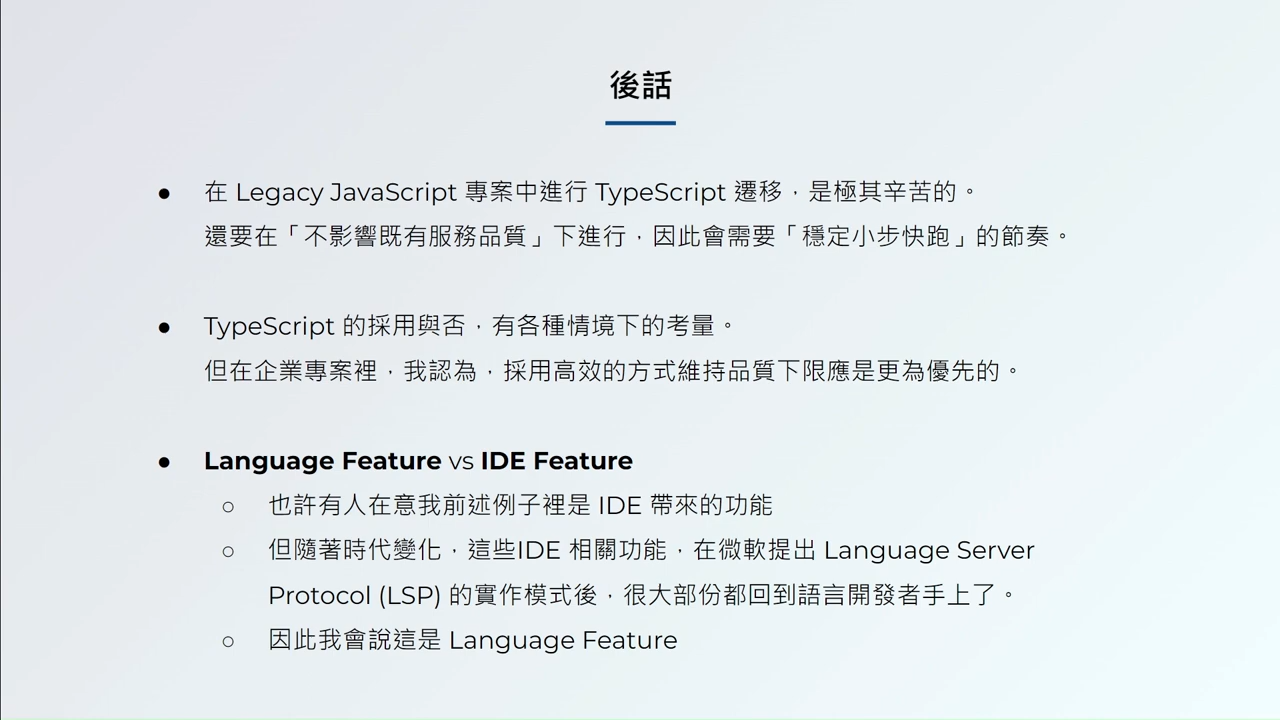 後話
● 在 Legacy JavaScript 專案中進行 TypeScript 遷移，是極其辛苦的。
還要在「不影響既有服務品質」下進行，因此會需要「穩定小步快跑」的節奏。
● TypeScript 的採用與否，有各種情境下的考量。
但在企業專案裡，我認為，採用高效的方式維持品質下限應是更為優先的。
● Language Feature vs IDE Feature
○ 也許有人在意我前述例子裡是 IDE 帶來的功能
○ 但隨著時代變化，這些IDE 相關功能，在微軟提出 Language Server
Protocol (LSP) 的實作模式後，很大部份都回到語言開發者手上了。
○ 因此我會說這是 Language Feature